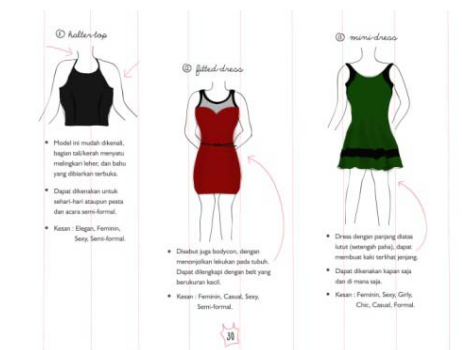 halter-top
Model ini mudah dikenali,
bagian tali/kerah menyatu
melingkari leher, dan bahu
yang dibiarkan terbuka.
Dapat dikenakan untuk
sehari-hari ataupun pesta
dan acara semi-formal.
Kesan : Elegan, Feminin,
Sexy, Semi-formal.
fitted-dress
Disebut juga bodycon, dengan
menonjolkan lekukan pada tubuh.
Dapat dilengkapi dengan belt yang
berukuran kecil.
Kesan : Feminin, Casual, Sexy,
Semi-formal.
mini-dress
Dress dengan panjang diatas
lutut (setengah paha), dapat
membuat kaki terlihat jenjang.
Dapat dikenakan kapan saja
dan di mana saja.
Kesan : Feminin, Sexy, Girly,
Chic, Casual, Formal.
30